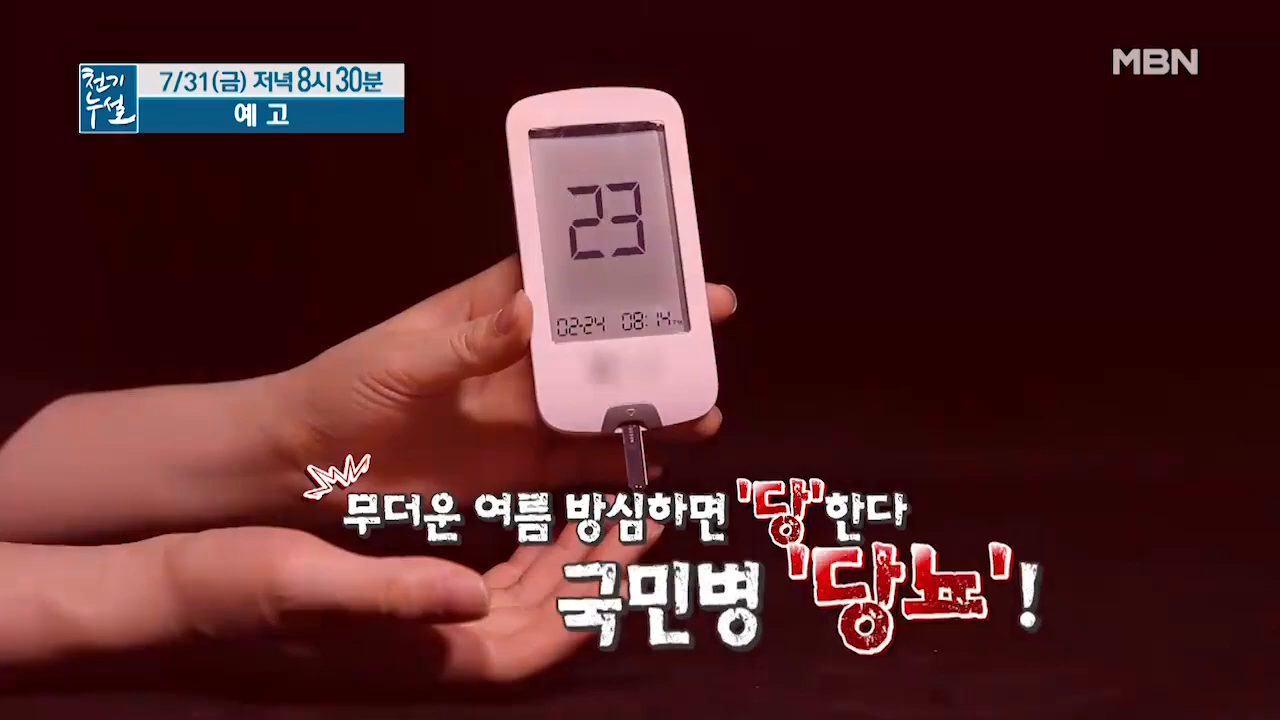 천기누설
7/31(금) 저녁 8시 30분
예고
MBN
23
02-24 08:14
무더운 여름 방심하면 '당'한다
국민병 '당뇨'!